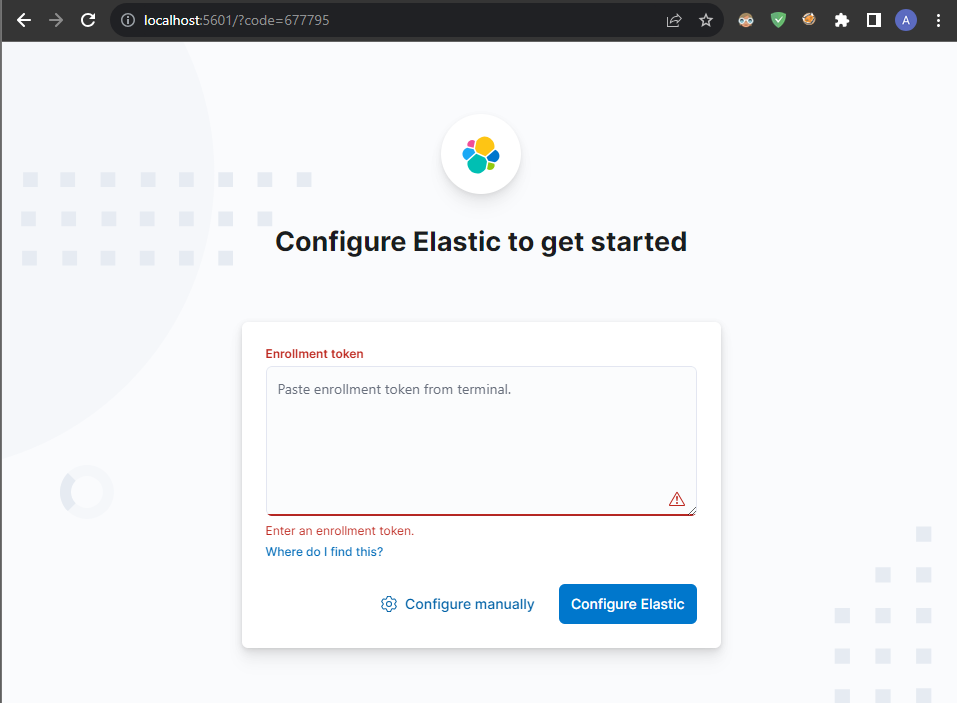 localhost:5601/?code=677795
A
Configure Elastic to get started
Enrollment token
Paste enrollment token from terminal.
Enter an enrollment token.
Where do I find this?
Configure manually
Configure Elastic